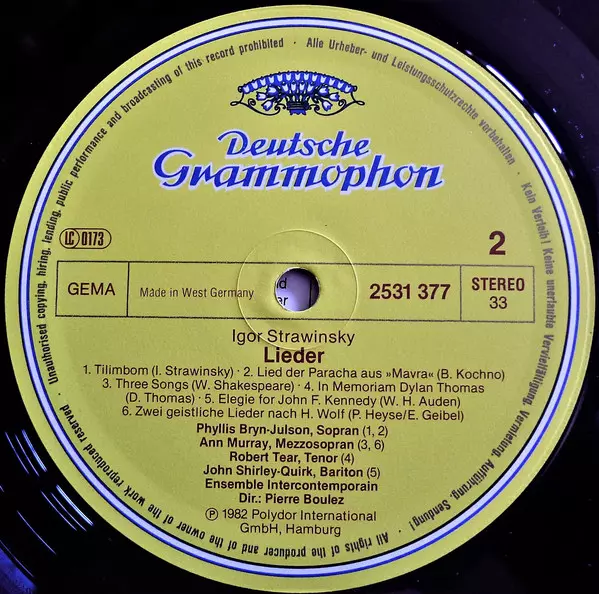 Deutsche
Grammophon
LC 0173
2
GEMA
Made in West Germany
2531 377
STEREO
33
Igor Strawinsky
Lieder
1. Tilimbom (I. Strawinsky) · 2. Lied der Paracha aus »Mavra« (B. Kochno)
3. Three Songs (W. Shakespeare) · 4. In Memoriam Dylan Thomas
(D. Thomas) · 5. Elegie for John F. Kennedy (W. H. Auden)
6. Zwei geistliche Lieder nach H. Wolf (P. Heyse/E. Geibel)
Phyllis Bryn-Julson, Sopran (1, 2)
Ann Murray, Mezzosopran (3, 6)
Robert Tear, Tenor (4)
John Shirley-Quirk, Bariton (5)
Ensemble Intercontemporain
Dir.: Pierre Boulez
℗ 1982 Polydor International
GmbH, Hamburg
Alle Urheber- und Leistungsschutzrechte vorbehalten · Kein Verleih! Keine unerlaubte Vervielfältigung, Vermietung, Aufführung, Sendung! · All rights of the producer and of the owner of the work reproduced reserved · Unauthorised copying, hiring, lending, public performance and broadcasting of this record prohibited ·